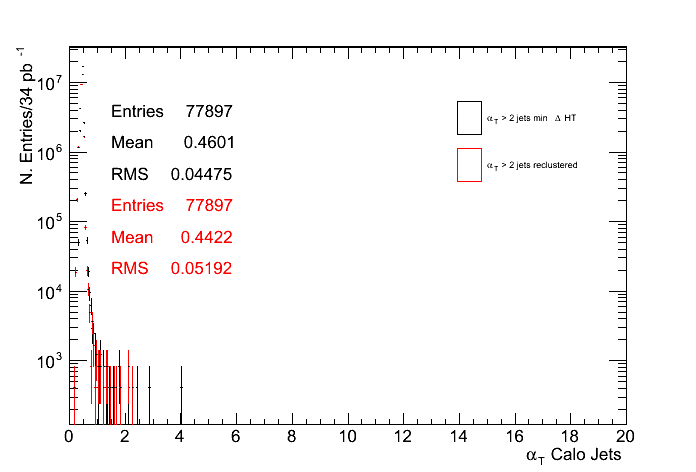 N. Entries/34 pb -1
10^7
10^6
10^5
10^4
10^3
Entries 77897
Mean 0.4601
RMS 0.04475
Entries 77897
Mean 0.4422
RMS 0.05192
α_T > 2 jets min Δ HT
α_T > 2 jets reclustered
0 2 4 6 8 10 12 14 16 18 20
α_T Calo Jets